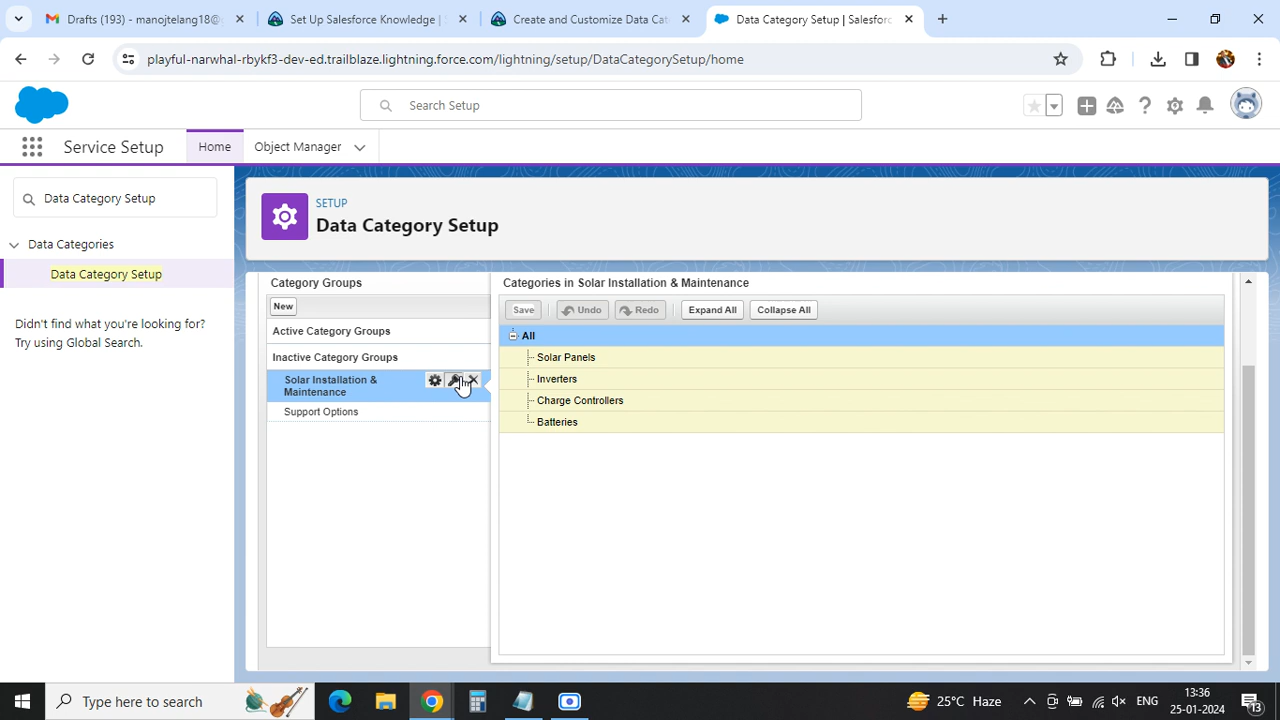 Drafts (193) - manojtelang18@
Set Up Salesforce Knowledge |
Create and Customize Data Cat
Data Category Setup | Salesforc
playful-narwhal-rbykf3-dev-ed.trailblaze.lightning.force.com/lightning/setup/DataCategorySetup/home
Search Setup
Service Setup
Home
Object Manager
Data Category Setup
Data Categories
Data Category Setup
Didn't find what you're looking for?
Try using Global Search.
SETUP
Data Category Setup
Category Groups
New
Active Category Groups
Inactive Category Groups
Solar Installation &
Maintenance
Support Options
Categories in Solar Installation & Maintenance
Save
Undo
Redo
Expand All
Collapse All
All
Solar Panels
Inverters
Charge Controllers
Batteries
Type here to search
25°C Haze
ENG
13:36
25-01-2024
13